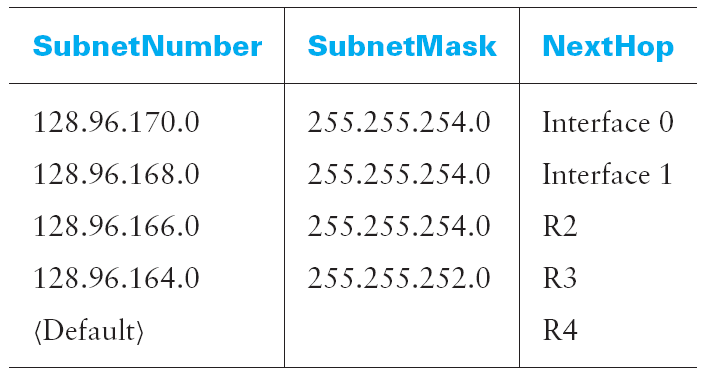 SubnetNumber SubnetMask NextHop
128.96.170.0 255.255.254.0 Interface 0
128.96.168.0 255.255.254.0 Interface 1
128.96.166.0 255.255.254.0 R2
128.96.164.0 255.255.252.0 R3
⟨Default⟩ R4